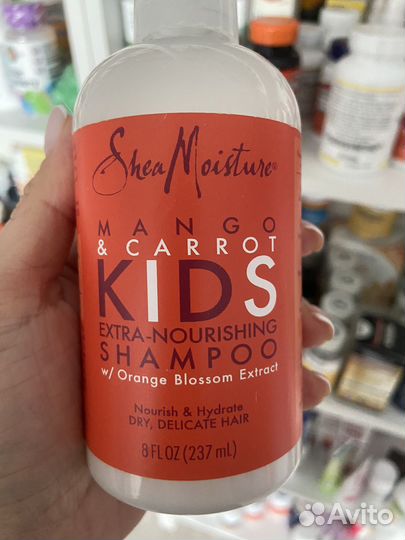 SheaMoisture®
MANGO
& CARROT
KIDS
EXTRA-NOURISHING
SHAMPOO
w/ Orange Blossom Extract
Nourish & Hydrate
DRY, DELICATE HAIR
8 FL OZ (237 mL)
Avito